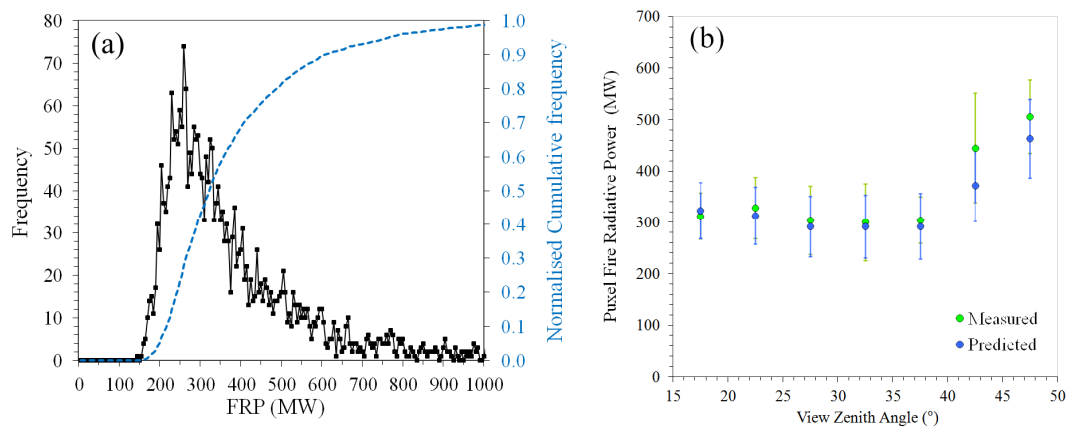 (a)
80
70
60
50
40
30
20
10
0
Frequency
0 100 200 300 400 500 600 700 800 900 1000
FRP (MW)
1.0
0.9
0.8
0.7
0.6
0.5
0.4
0.3
0.2
0.1
0.0
Normalised Cumulative frequency
(b)
700
600
500
400
300
200
100
0
Puxel Fire Radiative Power (MW)
15 20 25 30 35 40 45 50
View Zenith Angle (°)
Measured
Predicted